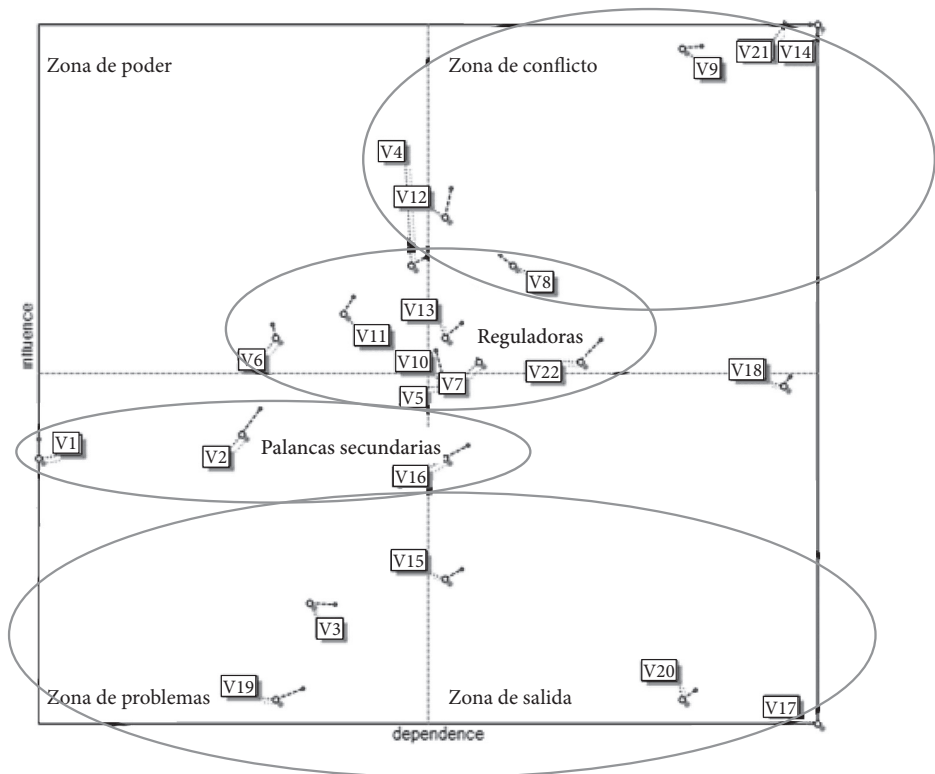 Zona de poder
Zona de conflicto
V21
V14
V9
V4
V12
V8
V13
Reguladoras
V11
V6
V10
V22
V18
V7
V5
influence
V1
V2
Palancas secundarias
V16
V15
V3
V20
V19
Zona de problemas
Zona de salida
V17
dependence